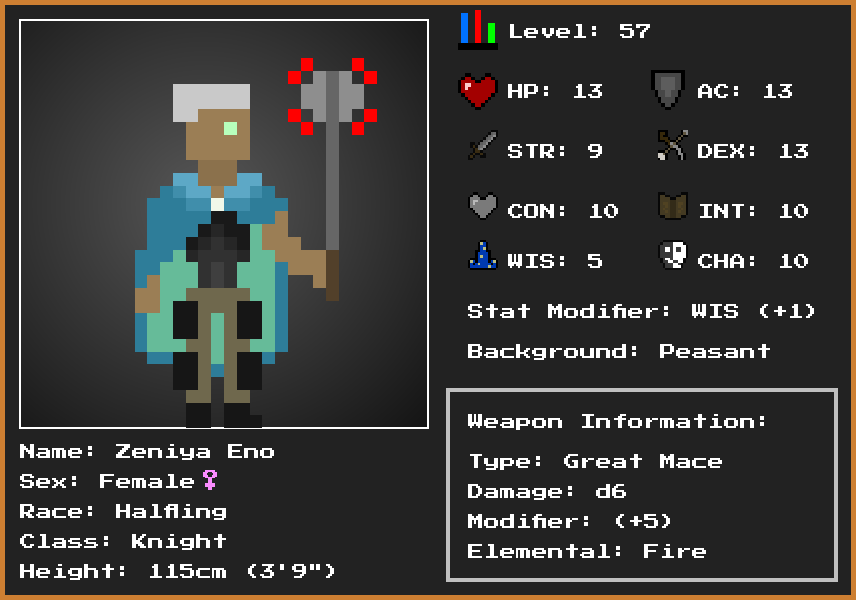 Level: 57
HP: 13
AC: 13
STR: 9
DEX: 13
CON: 10
INT: 10
WIS: 5
CHA: 10
Stat Modifier: WIS (+1)
Background: Peasant
Weapon Information:
Type: Great Mace
Damage: d6
Modifier: (+5)
Elemental: Fire
Name: Zeniya Eno
Sex: Female♀
Race: Halfling
Class: Knight
Height: 115cm (3'9")